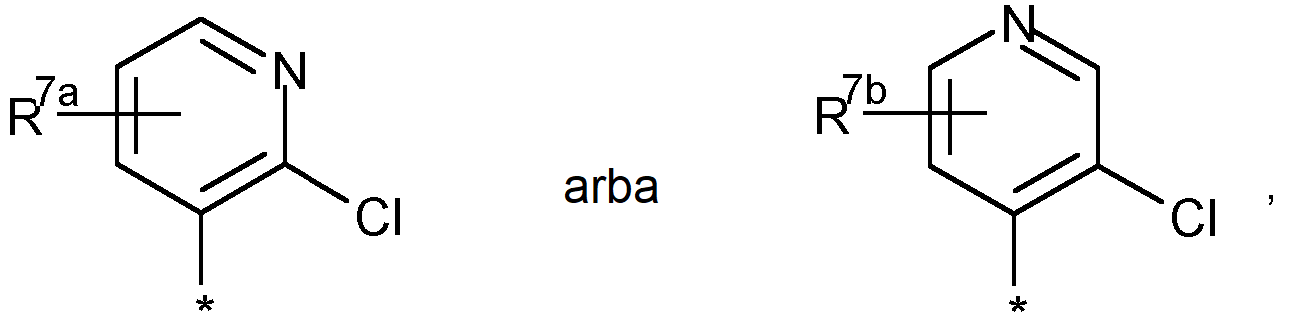 N N
R7a R7b
arba
Cl Cl ,
* *